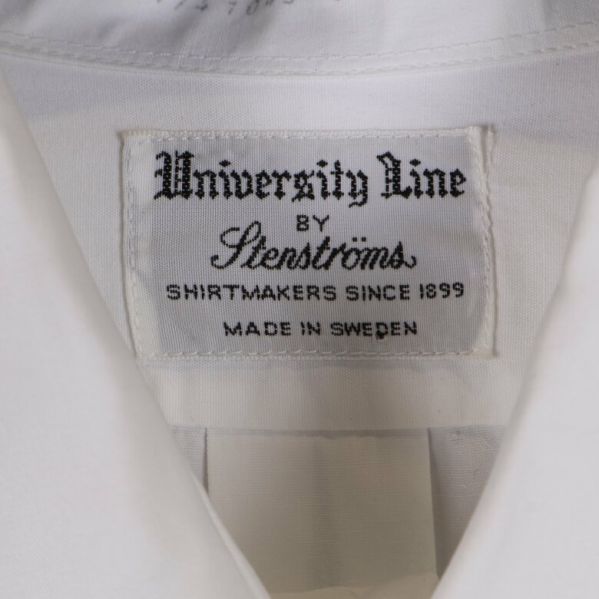 University Line
BY
Stenströms
SHIRTMAKERS SINCE 1899
MADE IN SWEDEN